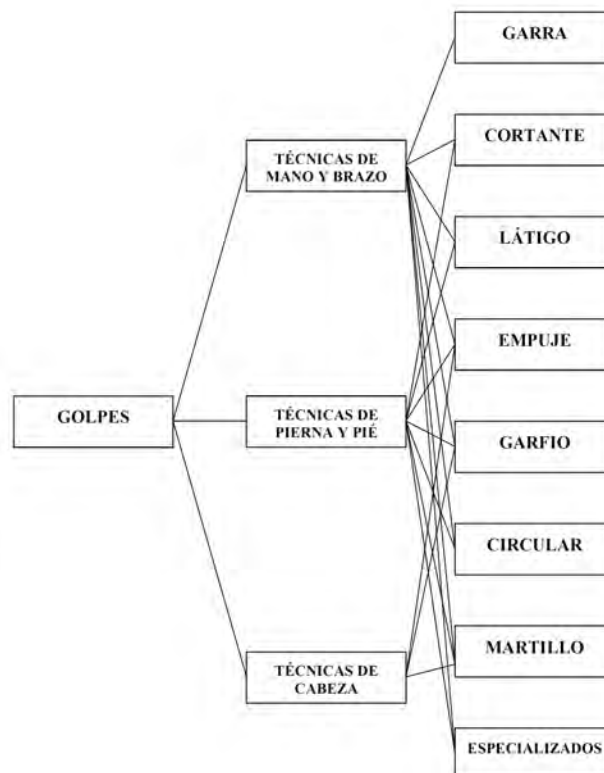 GARRA
CORTANTE
TÉCNICAS DE
MANO Y BRAZO
LÁTIGO
EMPUJE
GOLPES
TÉCNICAS DE
PIERNA Y PIÉ
GARFIO
CIRCULAR
MARTILLO
TÉCNICAS DE
CABEZA
ESPECIALIZADOS